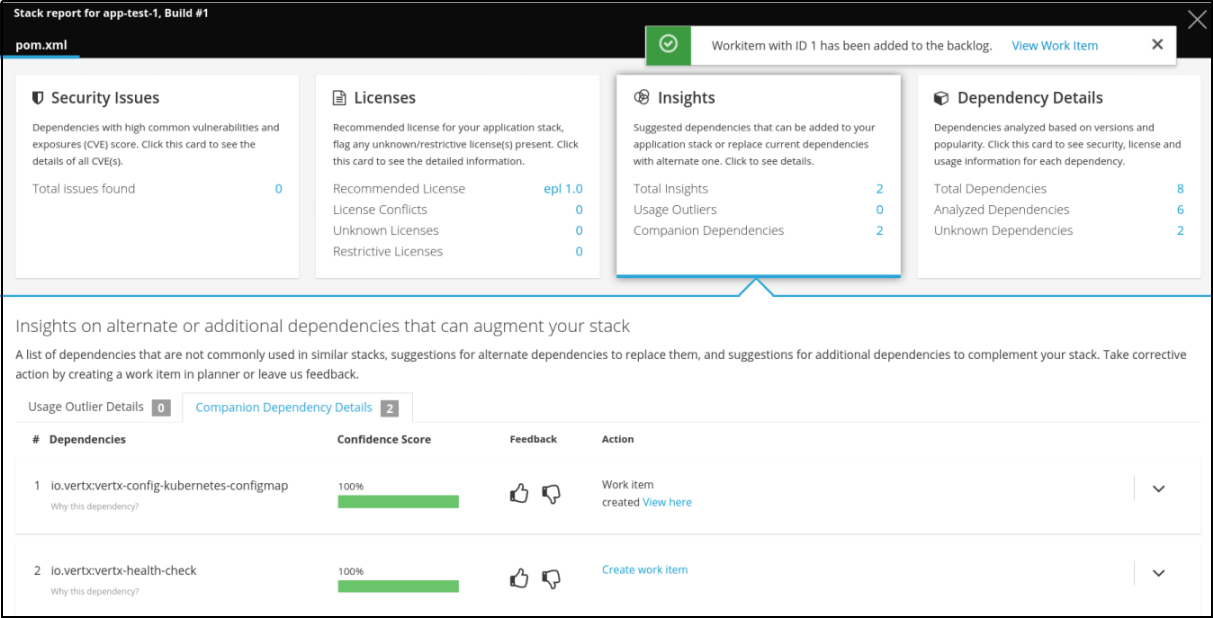 Stack report for app-test-1, Build #1
pom.xml
Workitem with ID 1 has been added to the backlog. View Work Item
Security Issues
Dependencies with high common vulnerabilities and
exposures (CVE) score. Click this card to see the
details of all CVE(s).
Total issues found 0
Licenses
Recommended license for your application stack,
flag any unknown/restrictive license(s) present. Click
this card to see the detailed information.
Recommended License epl 1.0
License Conflicts 0
Unknown Licenses 0
Restrictive Licenses 0
Insights
Suggested dependencies that can be added to your
application stack or replace current dependencies
with alternate one. Click to see details.
Total Insights 2
Usage Outliers 0
Companion Dependencies 2
Dependency Details
Dependencies analyzed based on versions and
popularity. Click this card to see security, license and
usage information for each dependency.
Total Dependencies 8
Analyzed Dependencies 6
Unknown Dependencies 2
Insights on alternate or additional dependencies that can augment your stack
A list of dependencies that are not commonly used in similar stacks, suggestions for alternate dependencies to replace them, and suggestions for additional dependencies to complement your stack. Take corrective
action by creating a work item in planner or leave us feedback.
Usage Outlier Details 0 Companion Dependency Details 2
# Dependencies Confidence Score Feedback Action
1 io.vertx:vertx-config-kubernetes-configmap
Why this dependency?
100%
Work item
created View here
2 io.vertx:vertx-health-check
Why this dependency?
100%
Create work item